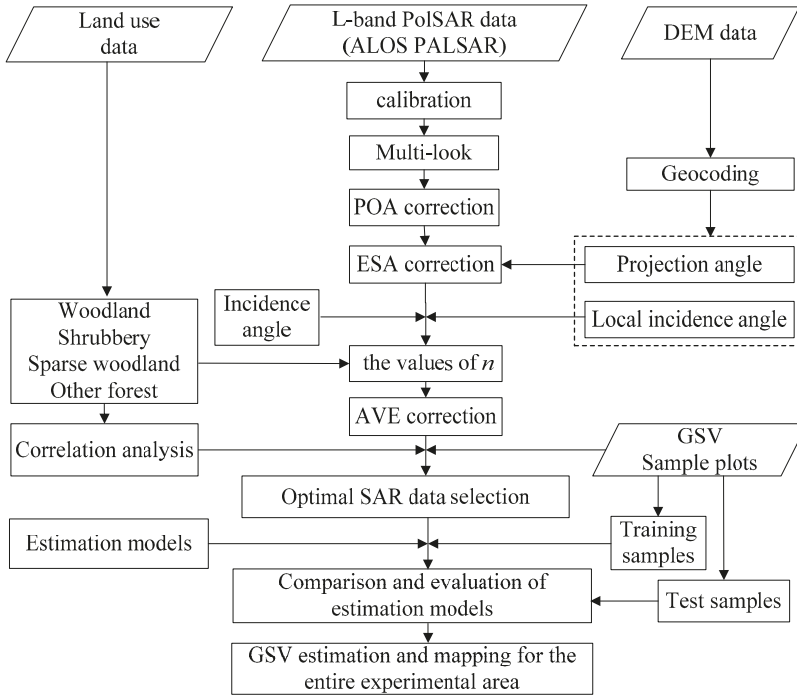 Land use
data
L-band PolSAR data
(ALOS PALSAR)
DEM data
calibration
Multi-look
Geocoding
POA correction
ESA correction
Projection angle
Incidence
angle
Local incidence angle
Woodland
Shrubbery
Sparse woodland
Other forest
the values of n
AVE correction
Correlation analysis
GSV
Sample plots
Optimal SAR data selection
Estimation models
Training
samples
Comparison and evaluation of
estimation models
Test samples
GSV estimation and mapping for the
entire experimental area